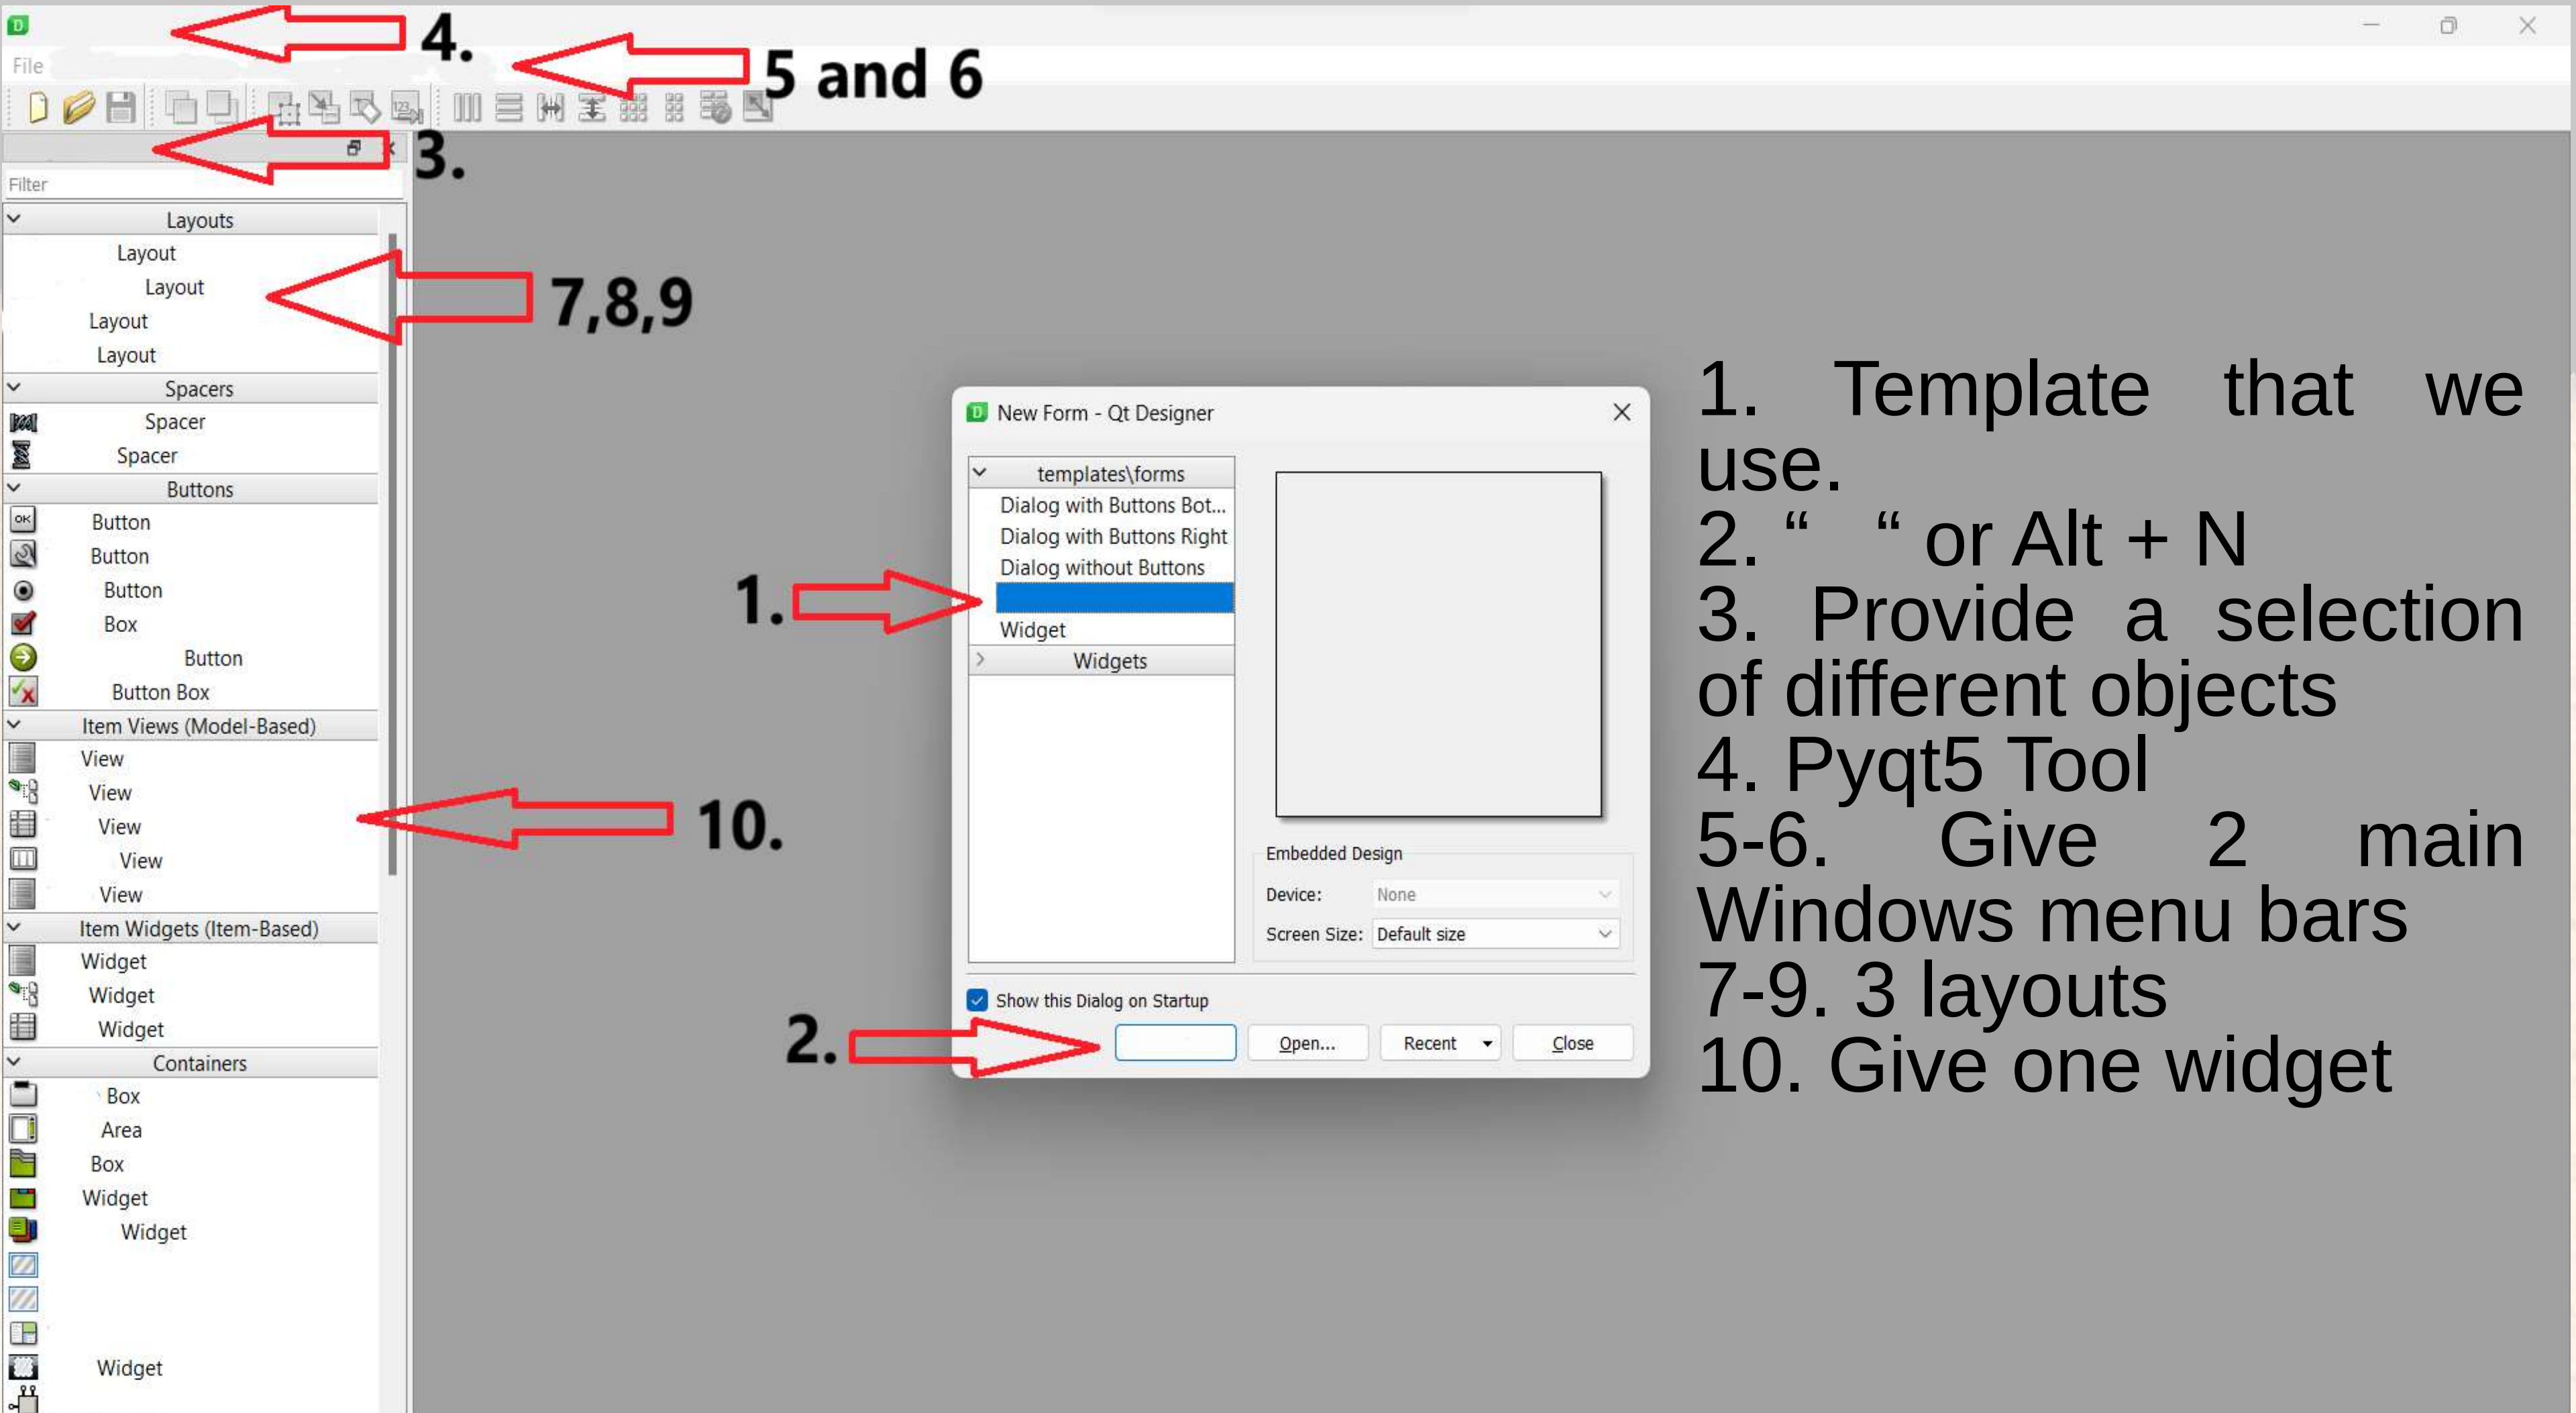 4.
File
5 and 6
3.
Filter
Layouts
Layout
Layout
Layout
Layout
7,8,9
Spacers
Spacer
Spacer
Buttons
OK
Button
Button
Button
Box
Button
Button Box
Item Views (Model-Based)
View
View
View
View
View
10.
Item Widgets (Item-Based)
Widget
Widget
Widget
Containers
Box
Area
Box
Widget
Widget
Widget
New Form - Qt Designer
templates\forms
Dialog with Buttons Bot...
Dialog with Buttons Right
Dialog without Buttons
1.
Widget
Widgets
Embedded Design
Device: None
Screen Size: Default size
Show this Dialog on Startup
2.
Open... Recent Close
1. Template that we
use.
2. “ “ or Alt + N
3. Provide a selection
of different objects
4. Pyqt5 Tool
5-6. Give 2 main
Windows menu bars
7-9. 3 layouts
10. Give one widget